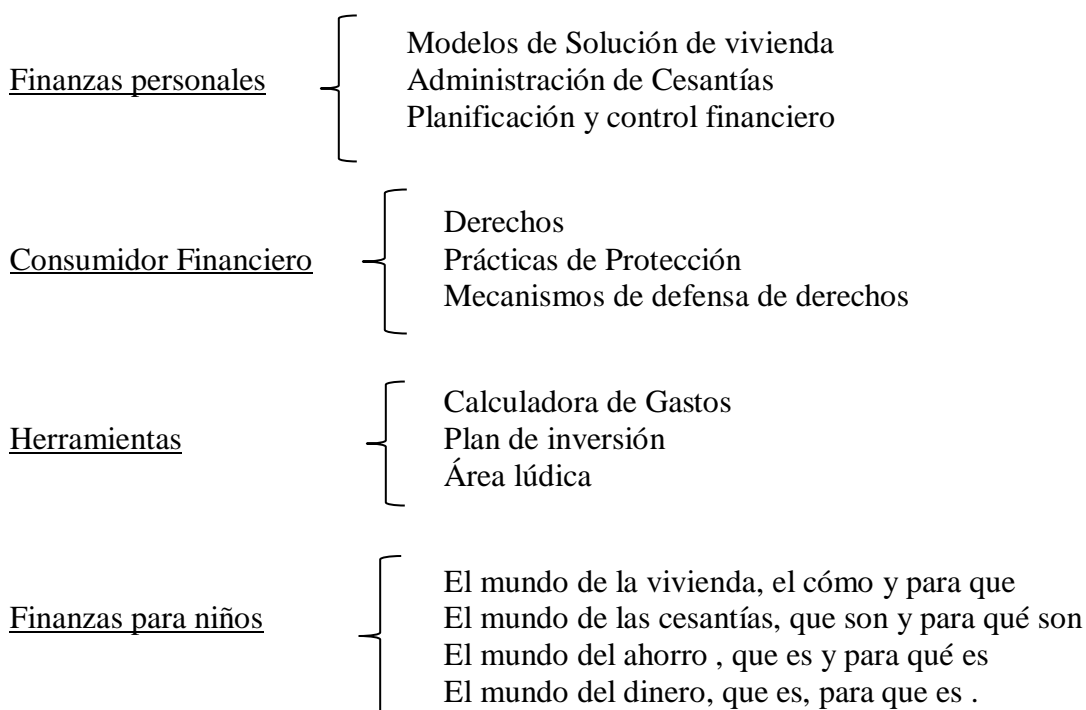 Modelos de Solución de vivienda
Finanzas personales
Administración de Cesantías
Planificación y control financiero
Derechos
Consumidor Financiero
Prácticas de Protección
Mecanismos de defensa de derechos
Calculadora de Gastos
Herramientas
Plan de inversión
Área lúdica
El mundo de la vivienda, el cómo y para que
Finanzas para niños
El mundo de las cesantías, que son y para qué son
El mundo del ahorro , que es y para qué es
El mundo del dinero, que es, para que es .